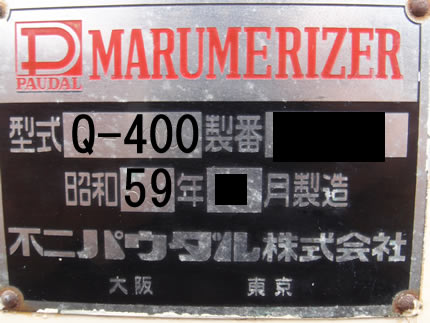 PAUDAL MARUMERIZER
型式 Q-400 製番
昭和 59 年 月製造
不二パウダル株式会社
大阪 東京